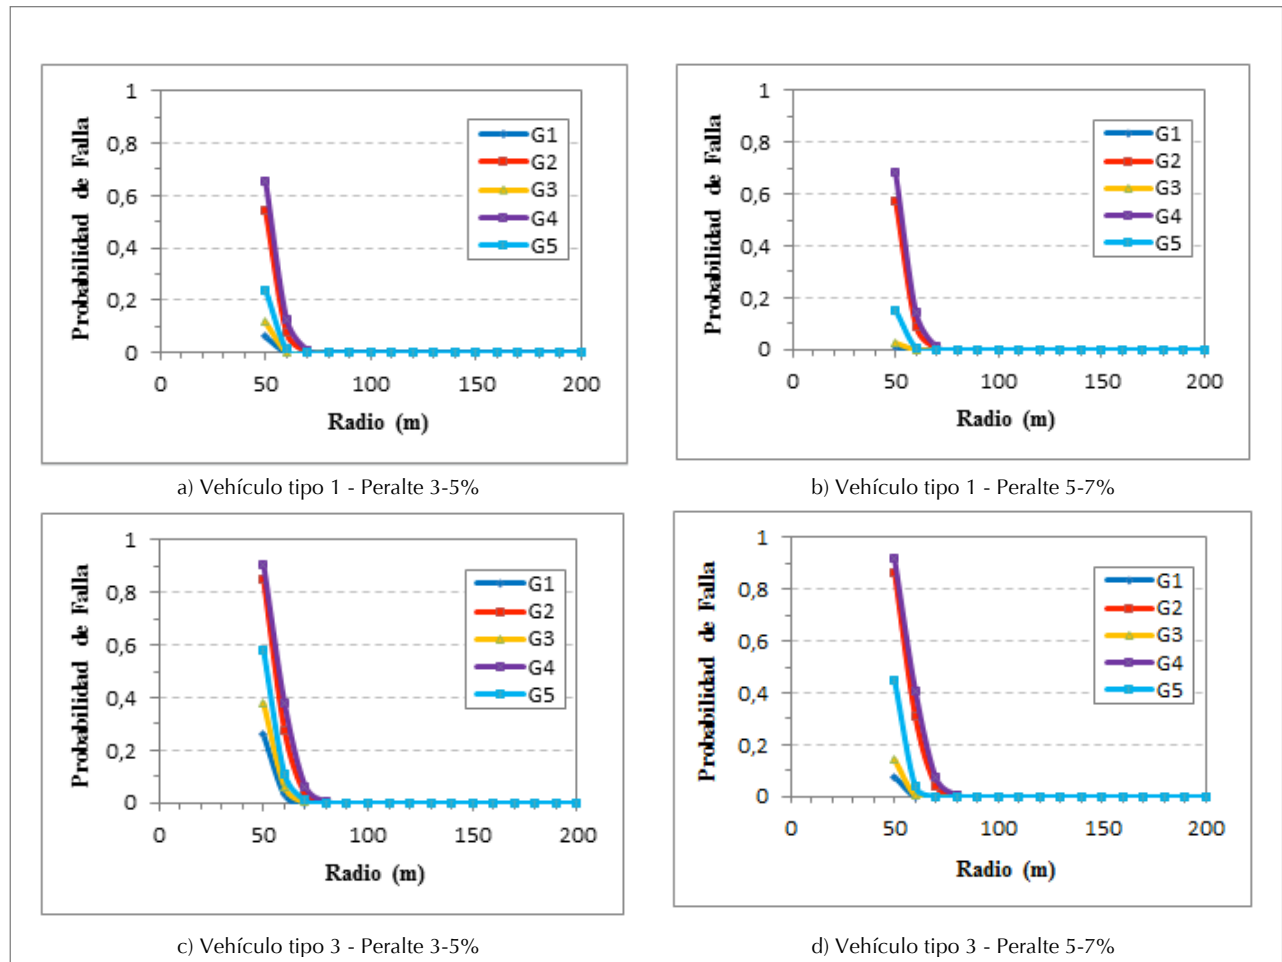 1
0,8
0,6
0,4
0,2
0
Probabilidad de Falla
G1
G2
G3
G4
G5
0 50 100 150 200
Radio (m)
a) Vehículo tipo 1 - Peralte 3-5%
1
0,8
0,6
0,4
0,2
0
Probabilidad de Falla
G1
G2
G3
G4
G5
0 50 100 150 200
Radio (m)
b) Vehículo tipo 1 - Peralte 5-7%
1
0,8
0,6
0,4
0,2
0
Probabilidad de Falla
G1
G2
G3
G4
G5
0 50 100 150 200
Radio (m)
c) Vehículo tipo 3 - Peralte 3-5%
1
0,8
0,6
0,4
0,2
0
Probabilidad de Falla
G1
G2
G3
G4
G5
0 50 100 150 200
Radio (m)
d) Vehículo tipo 3 - Peralte 5-7%